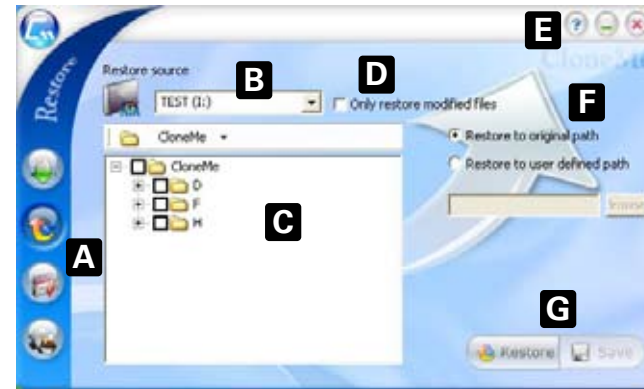 E
?
Restore
Restore source
B
D
TEST (I:)
Only restore modified files
F
CloneMe
Restore to original path
CloneMe
Restore to user defined path
D
F
H
C
A
G
Restore
Save